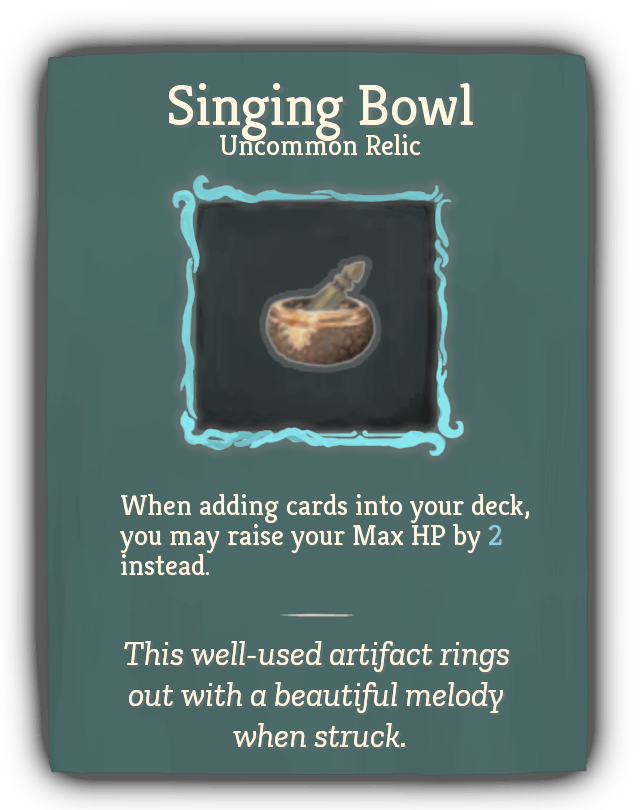 Singing Bowl
Uncommon Relic
When adding cards into your deck,
you may raise your Max HP by 2
instead.
This well-used artifact rings
out with a beautiful melody
when struck.